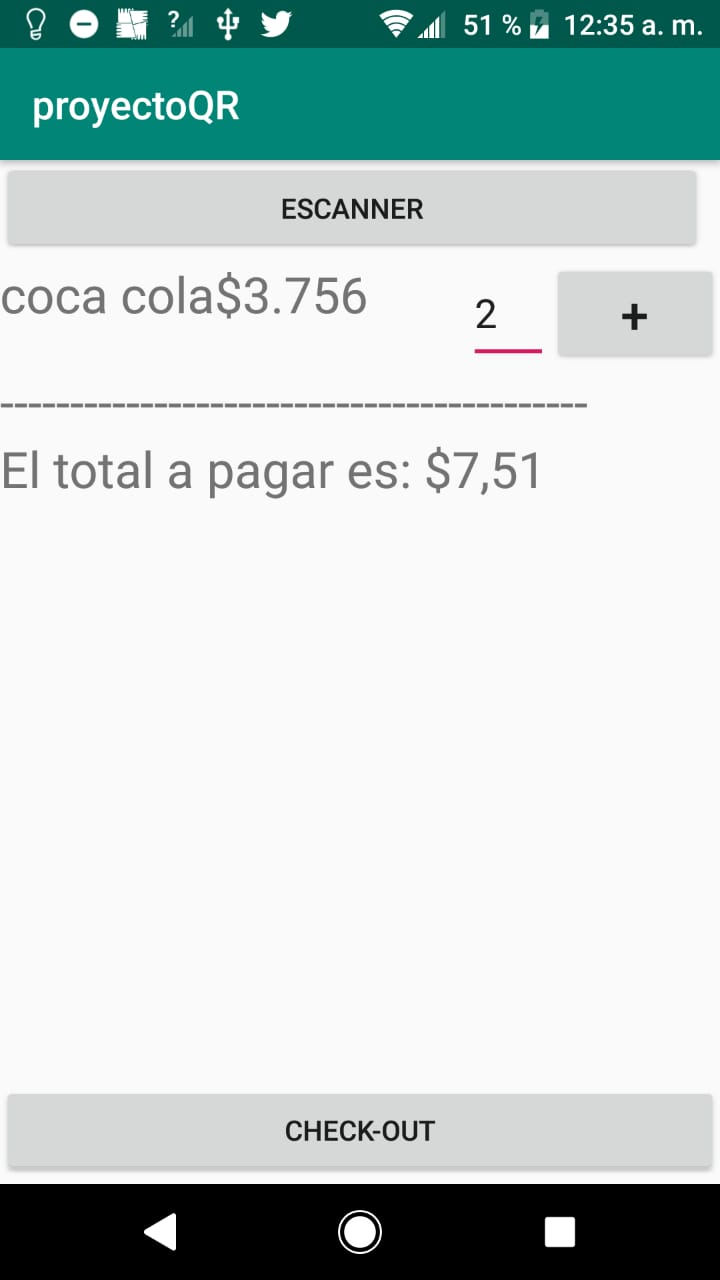 51 % 12:35 a. m.
proyectoQR
ESCANNER
coca cola$3.756 2 +
------------------------------------------
El total a pagar es: $7,51
CHECK-OUT